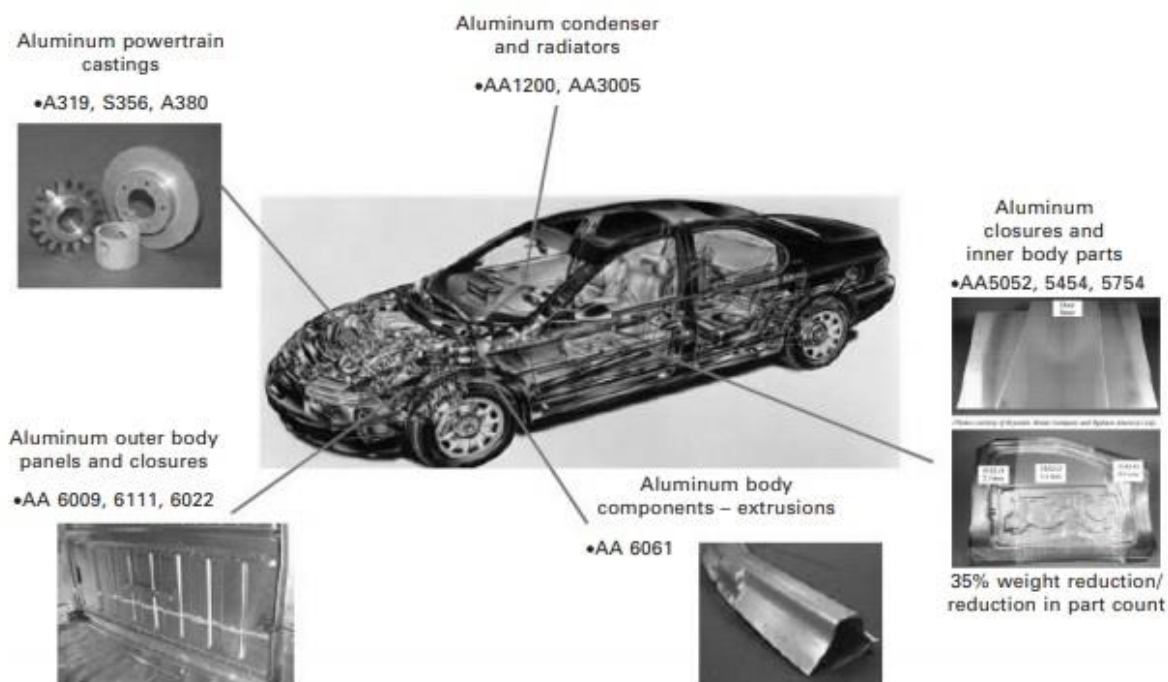 Aluminum powertrain
castings
•A319, S356, A380
Aluminum condenser
and radiators
•AA1200, AA3005
Aluminum
closures and
inner body parts
•AA5052, 5454, 5754
Aluminum outer body
panels and closures
•AA 6009, 6111, 6022
Aluminum body
components – extrusions
•AA 6061
35% weight reduction/
reduction in part count